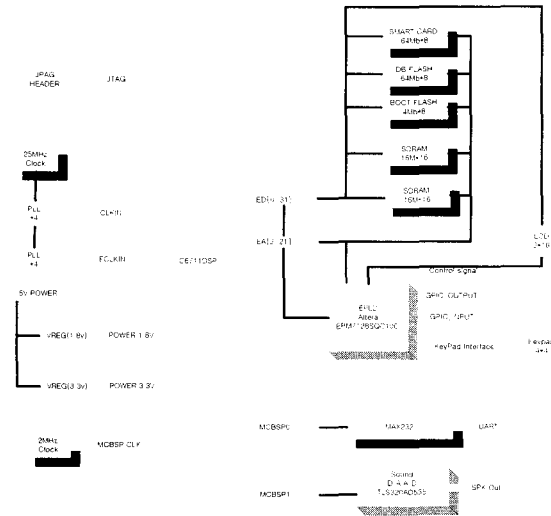 SMART CARD
64Mb*8
DB FLASH
64Mb*8
BOOT FLASH
4Mb*8
SDRAM
16M*16
SDRAM
16M*16
JPAG
HEADER
JTAG
25MHz
Clock
PLL
*4
CLKIN
PLL
*4
ECLKIN
5V POWER
VREG(1.8v)
POWER 1.8V
VREG(3.3v)
POWER 3.3V
2MHz
Clock
MCBSP CLK
Control signal
EPLD
Altera
GPIO OUTPUT
GPIO INPUT
KeyPad Interface
4*4
MCBSP0
MAX232
UART
MCBSP1
Sound
SPK Out